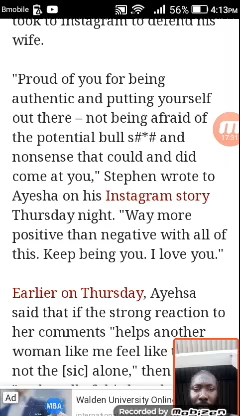 Bmobile 56% 4:13PM
took to Instagram to defend his
wife.
"Proud of you for being
authentic and putting yourself
out there – not being afraid of
the potential bull s#*# and
nonsense that could and did
come at you," Stephen wrote to
Ayesha on his Instagram story
Thursday night. "Way more
positive than negative with all of
this. Keep being you. I love you."
Earlier on Thursday, Ayehsa
said that if the strong reaction to
her comments "helps another
woman like me feel like
not the [sic] alone," then
Ad
MBA
Walden University Online
recorded by
Mobizen